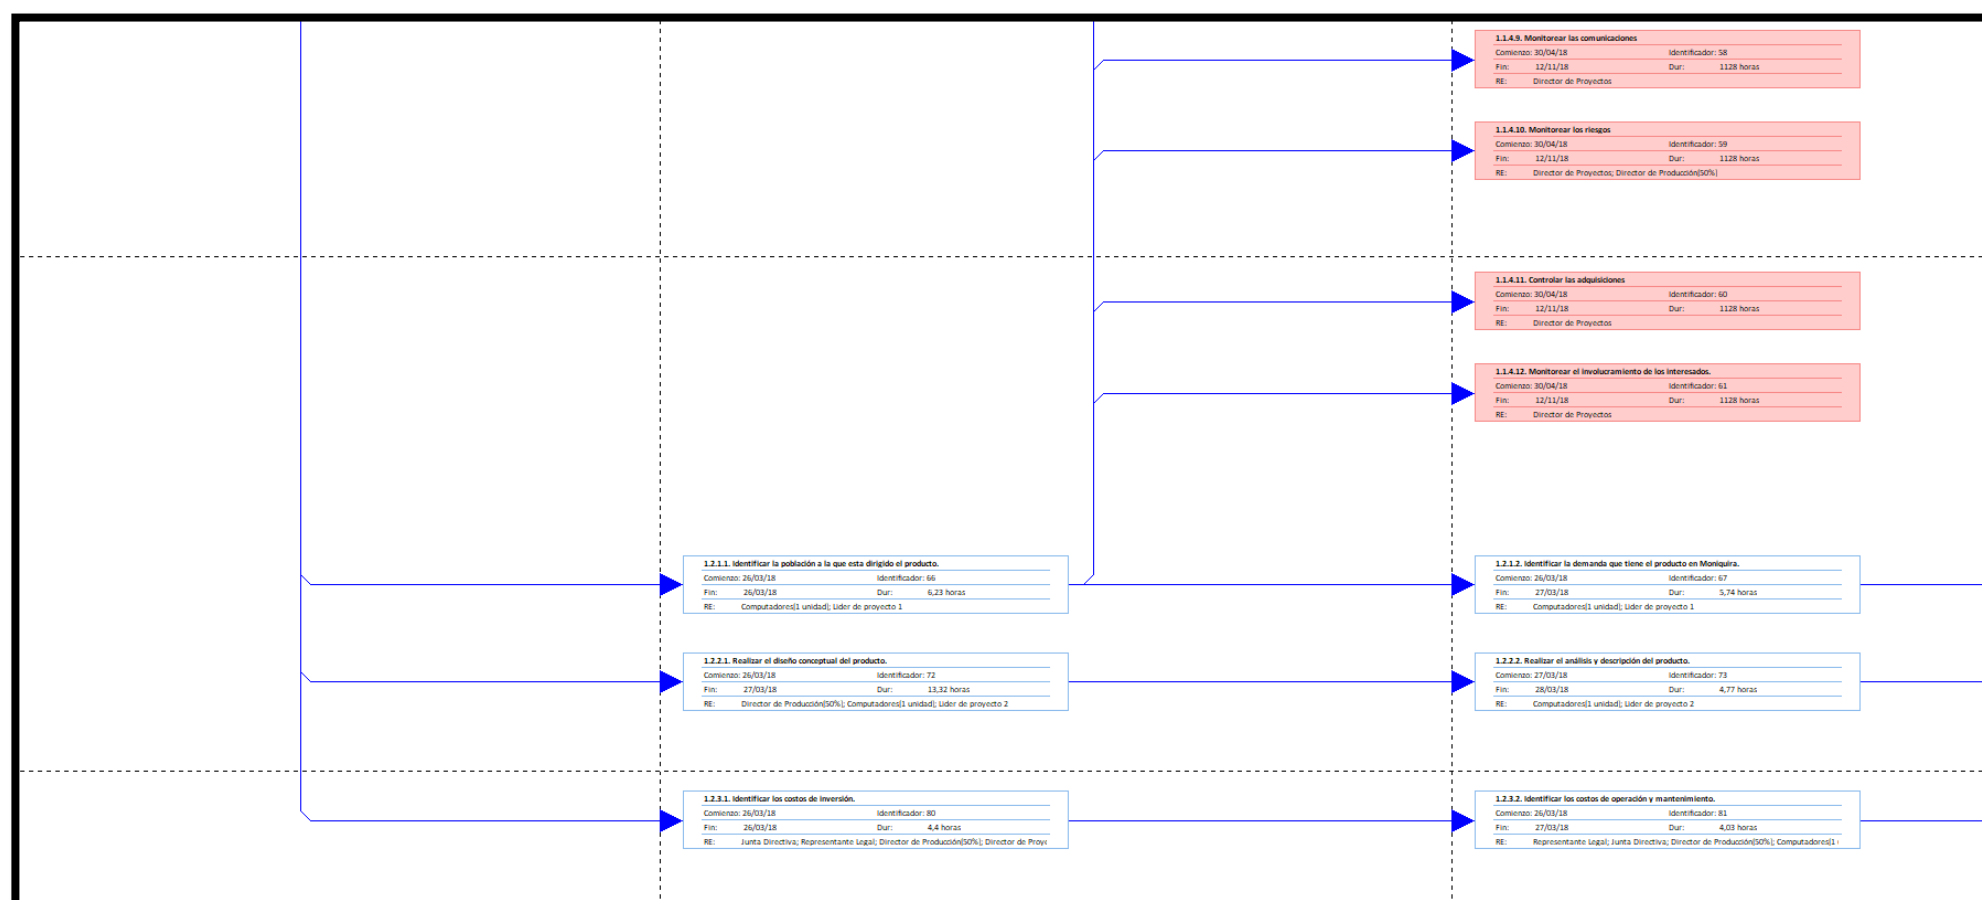 1.1.4.9. Monitorear las comunicaciones
Comienzo: 30/04/18 Identificador: 58
Fin: 12/11/18 Dur: 1128 horas
RE: Director de Proyectos
1.1.4.10. Monitorear los riesgos
Comienzo: 30/04/18 Identificador: 59
Fin: 12/11/18 Dur: 1128 horas
RE: Director de Proyectos; Director de Producción[50%]
1.1.4.11. Controlar las adquisiciones
Comienzo: 30/04/18 Identificador: 60
Fin: 12/11/18 Dur: 1128 horas
RE: Director de Proyectos
1.1.4.12. Monitorear el involucramiento de los interesados.
Comienzo: 30/04/18 Identificador: 61
Fin: 12/11/18 Dur: 1128 horas
RE: Director de Proyectos
1.2.1.1. Identificar la población a la que esta dirigido el producto.
Comienzo: 26/03/18 Identificador: 66
Fin: 26/03/18 Dur: 6,23 horas
RE: Computadores[1 unidad]; Lider de proyecto 1
1.2.1.2. Identificar la demanda que tiene el producto en Moniquira.
Comienzo: 26/03/18 Identificador: 67
Fin: 27/03/18 Dur: 5,74 horas
RE: Computadores[1 unidad]; Lider de proyecto 1
1.2.2.1. Realizar el diseño conceptual del producto.
Comienzo: 26/03/18 Identificador: 72
Fin: 27/03/18 Dur: 13,32 horas
RE: Director de Producción[50%]; Computadores[1 unidad]; Lider de proyecto 2
1.2.2.2. Realizar el análisis y descripción del producto.
Comienzo: 27/03/18 Identificador: 73
Fin: 28/03/18 Dur: 4,77 horas
RE: Computadores[1 unidad]; Lider de proyecto 2
1.2.3.1. Identificar los costos de inversión.
Comienzo: 26/03/18 Identificador: 80
Fin: 26/03/18 Dur: 4,4 horas
RE: Junta Directiva; Representante Legal; Director de Producción[50%]; Director de Proye
1.2.3.2. Identificar los costos de operación y mantenimiento.
Comienzo: 26/03/18 Identificador: 81
Fin: 27/03/18 Dur: 4,03 horas
RE: Representante Legal; Junta Directiva; Director de Producción[50%]; Computadores[1